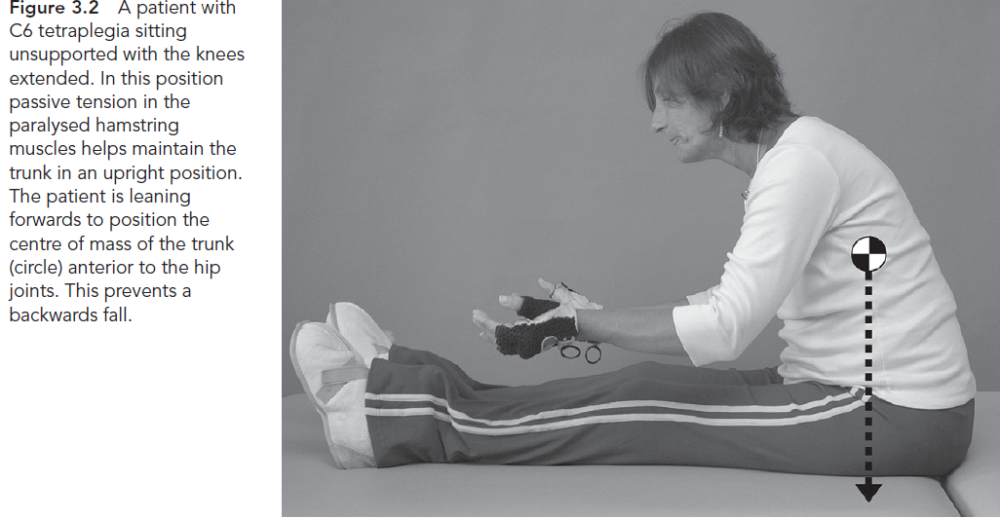 Figure 3.2 A patient with
C6 tetraplegia sitting
unsupported with the knees
extended. In this position
passive tension in the
paralysed hamstring
muscles helps maintain the
trunk in an upright position.
The patient is leaning
forwards to position the
centre of mass of the trunk
(circle) anterior to the hip
joints. This prevents a
backwards fall.